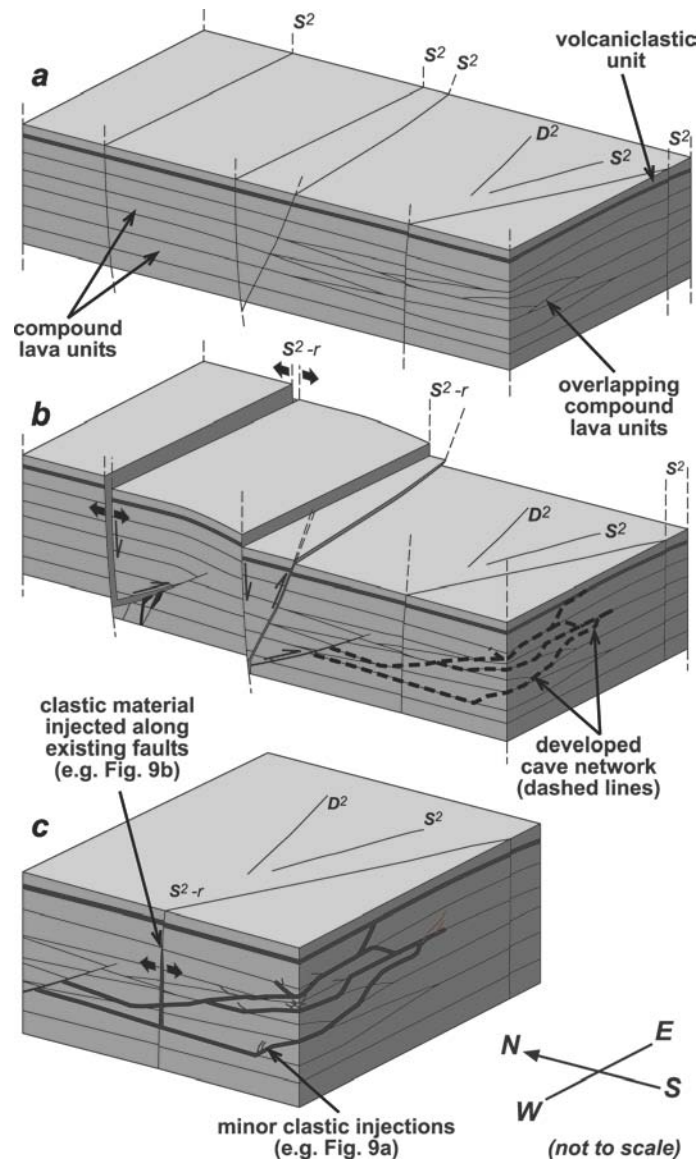 a
S²
S²
S²
volcaniclastic
unit
D²
S²
S²
compound
lava units
overlapping
compound
lava units
b
S²-r
S²-r
S²
D²
S²
clastic material
injected along
existing faults
(e.g. Fig. 9b)
developed
cave network
(dashed lines)
c
D²
S²
S²-r
minor clastic injections
(e.g. Fig. 9a)
N
E
W
S
(not to scale)